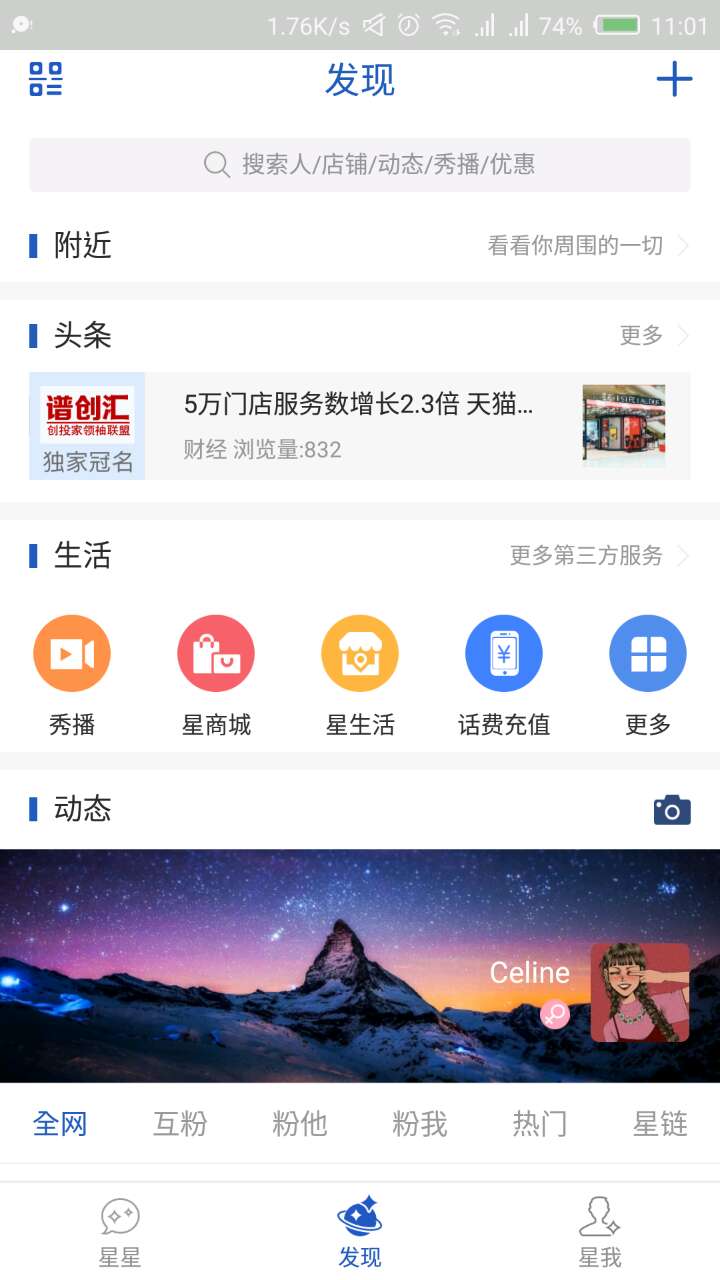 1.76K/s 74% 11:01
发现
搜索人/店铺/动态/秀播/优惠
附近 看看你周围的一切
头条 更多
谱创汇
创投家领袖联盟
独家冠名
5万门店服务数增长2.3倍 天猫...
财经 浏览量:832
生活 更多第三方服务
秀播 星商城 星生活 话费充值 更多
动态
Celine
全网 互粉 粉他 粉我 热门 星链
星星 发现 星我